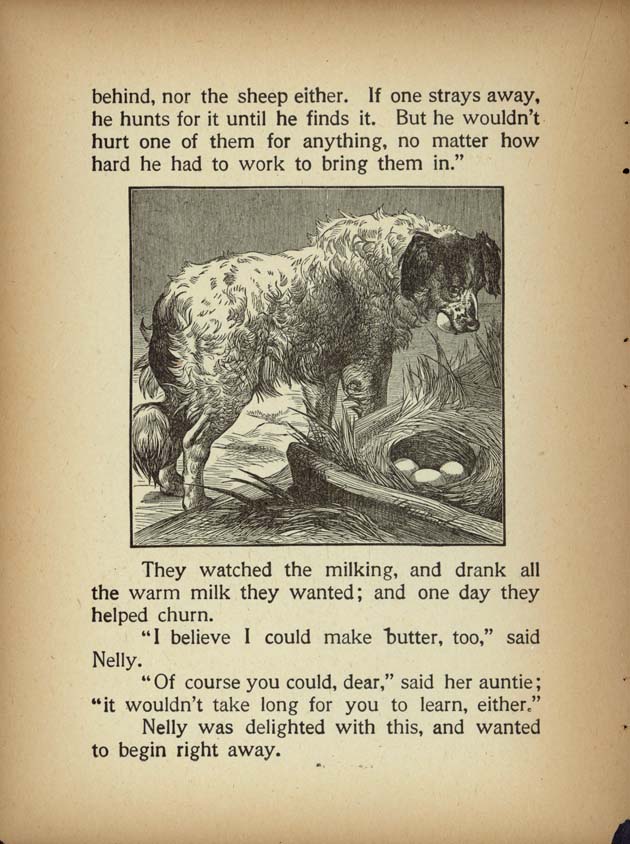 behind, nor the sheep either. If one strays away,
he hunts for it until he finds it. But he wouldn't
hurt one of them for anything, no matter how
hard he had to work to bring them in."
They watched the milking, and drank all
the warm milk they wanted; and one day they
helped churn.
"I believe I could make butter, too," said
Nelly.
"Of course you could, dear," said her auntie;
"it wouldn't take long for you to learn, either."
Nelly was delighted with this, and wanted
to begin right away.